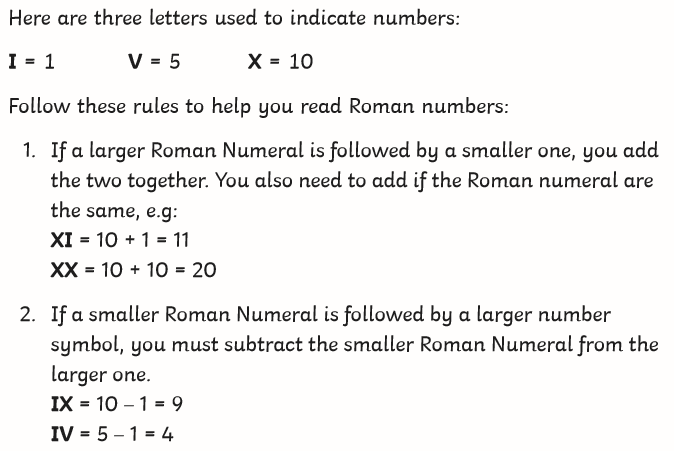 Here are three letters used to indicate numbers:
I = 1 V = 5 X = 10
Follow these rules to help you read Roman numbers:
1. If a larger Roman Numeral is followed by a smaller one, you add
the two together. You also need to add if the Roman numeral are
the same, e.g:
XI = 10 + 1 = 11
XX = 10 + 10 = 20
2. If a smaller Roman Numeral is followed by a larger number
symbol, you must subtract the smaller Roman Numeral from the
larger one.
IX = 10 – 1 = 9
IV = 5 – 1 = 4